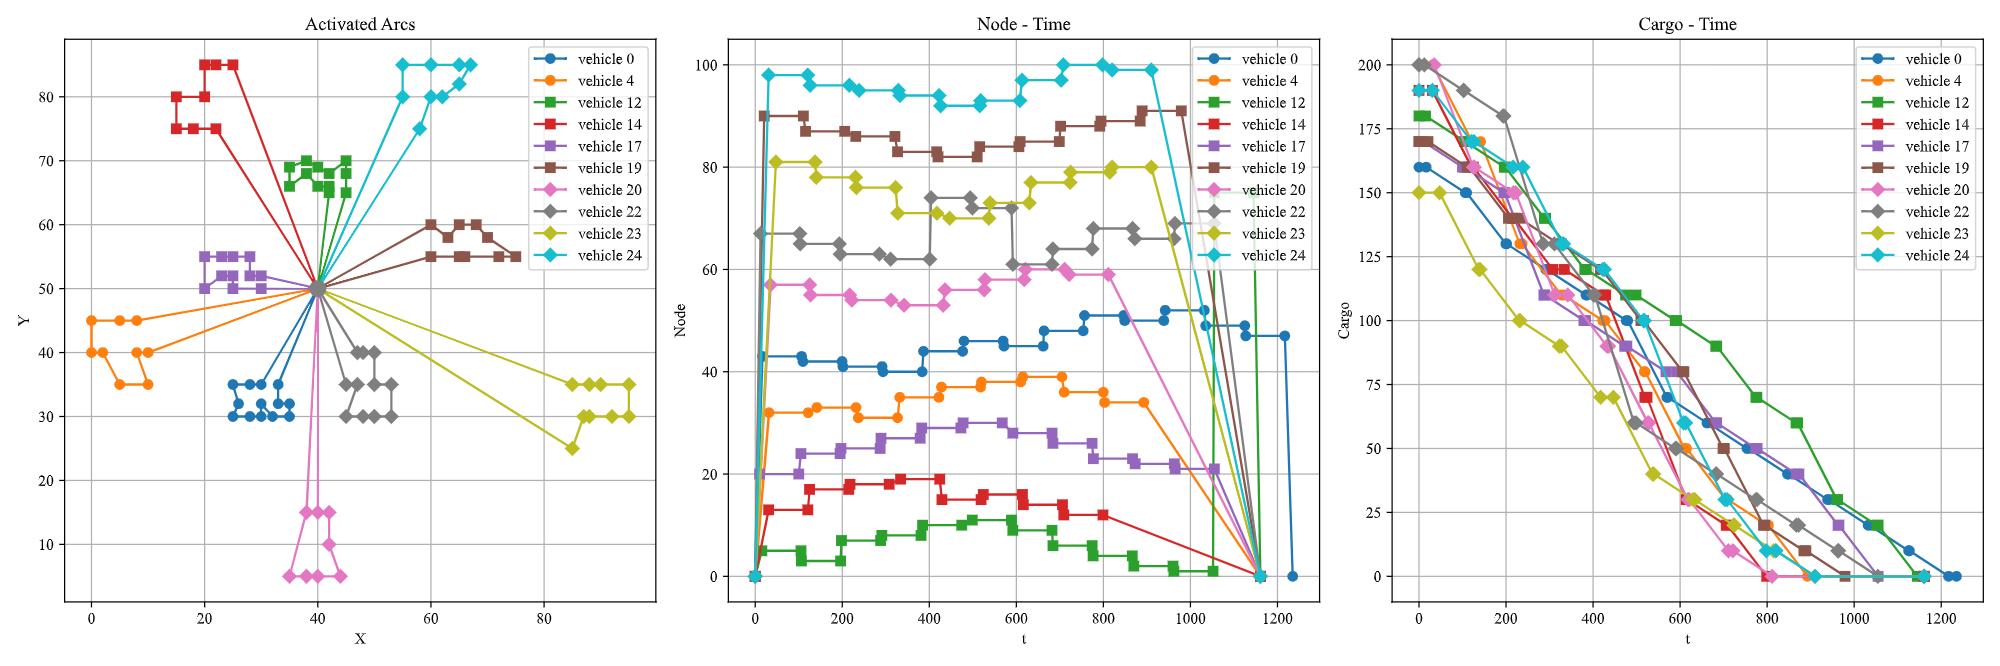 Activated Arcs
Y
80
70
60
50
40
30
20
10
0
20
40
60
80
X
vehicle 0
vehicle 4
vehicle 12
vehicle 14
vehicle 17
vehicle 19
vehicle 20
vehicle 22
vehicle 23
vehicle 24
Node - Time
Node
100
80
60
40
20
0
0
200
400
600
800
1000
1200
t
vehicle 0
vehicle 4
vehicle 12
vehicle 14
vehicle 17
vehicle 19
vehicle 20
vehicle 22
vehicle 23
vehicle 24
Cargo - Time
Cargo
200
175
150
125
100
75
50
25
0
0
200
400
600
800
1000
1200
t
vehicle 0
vehicle 4
vehicle 12
vehicle 14
vehicle 17
vehicle 19
vehicle 20
vehicle 22
vehicle 23
vehicle 24